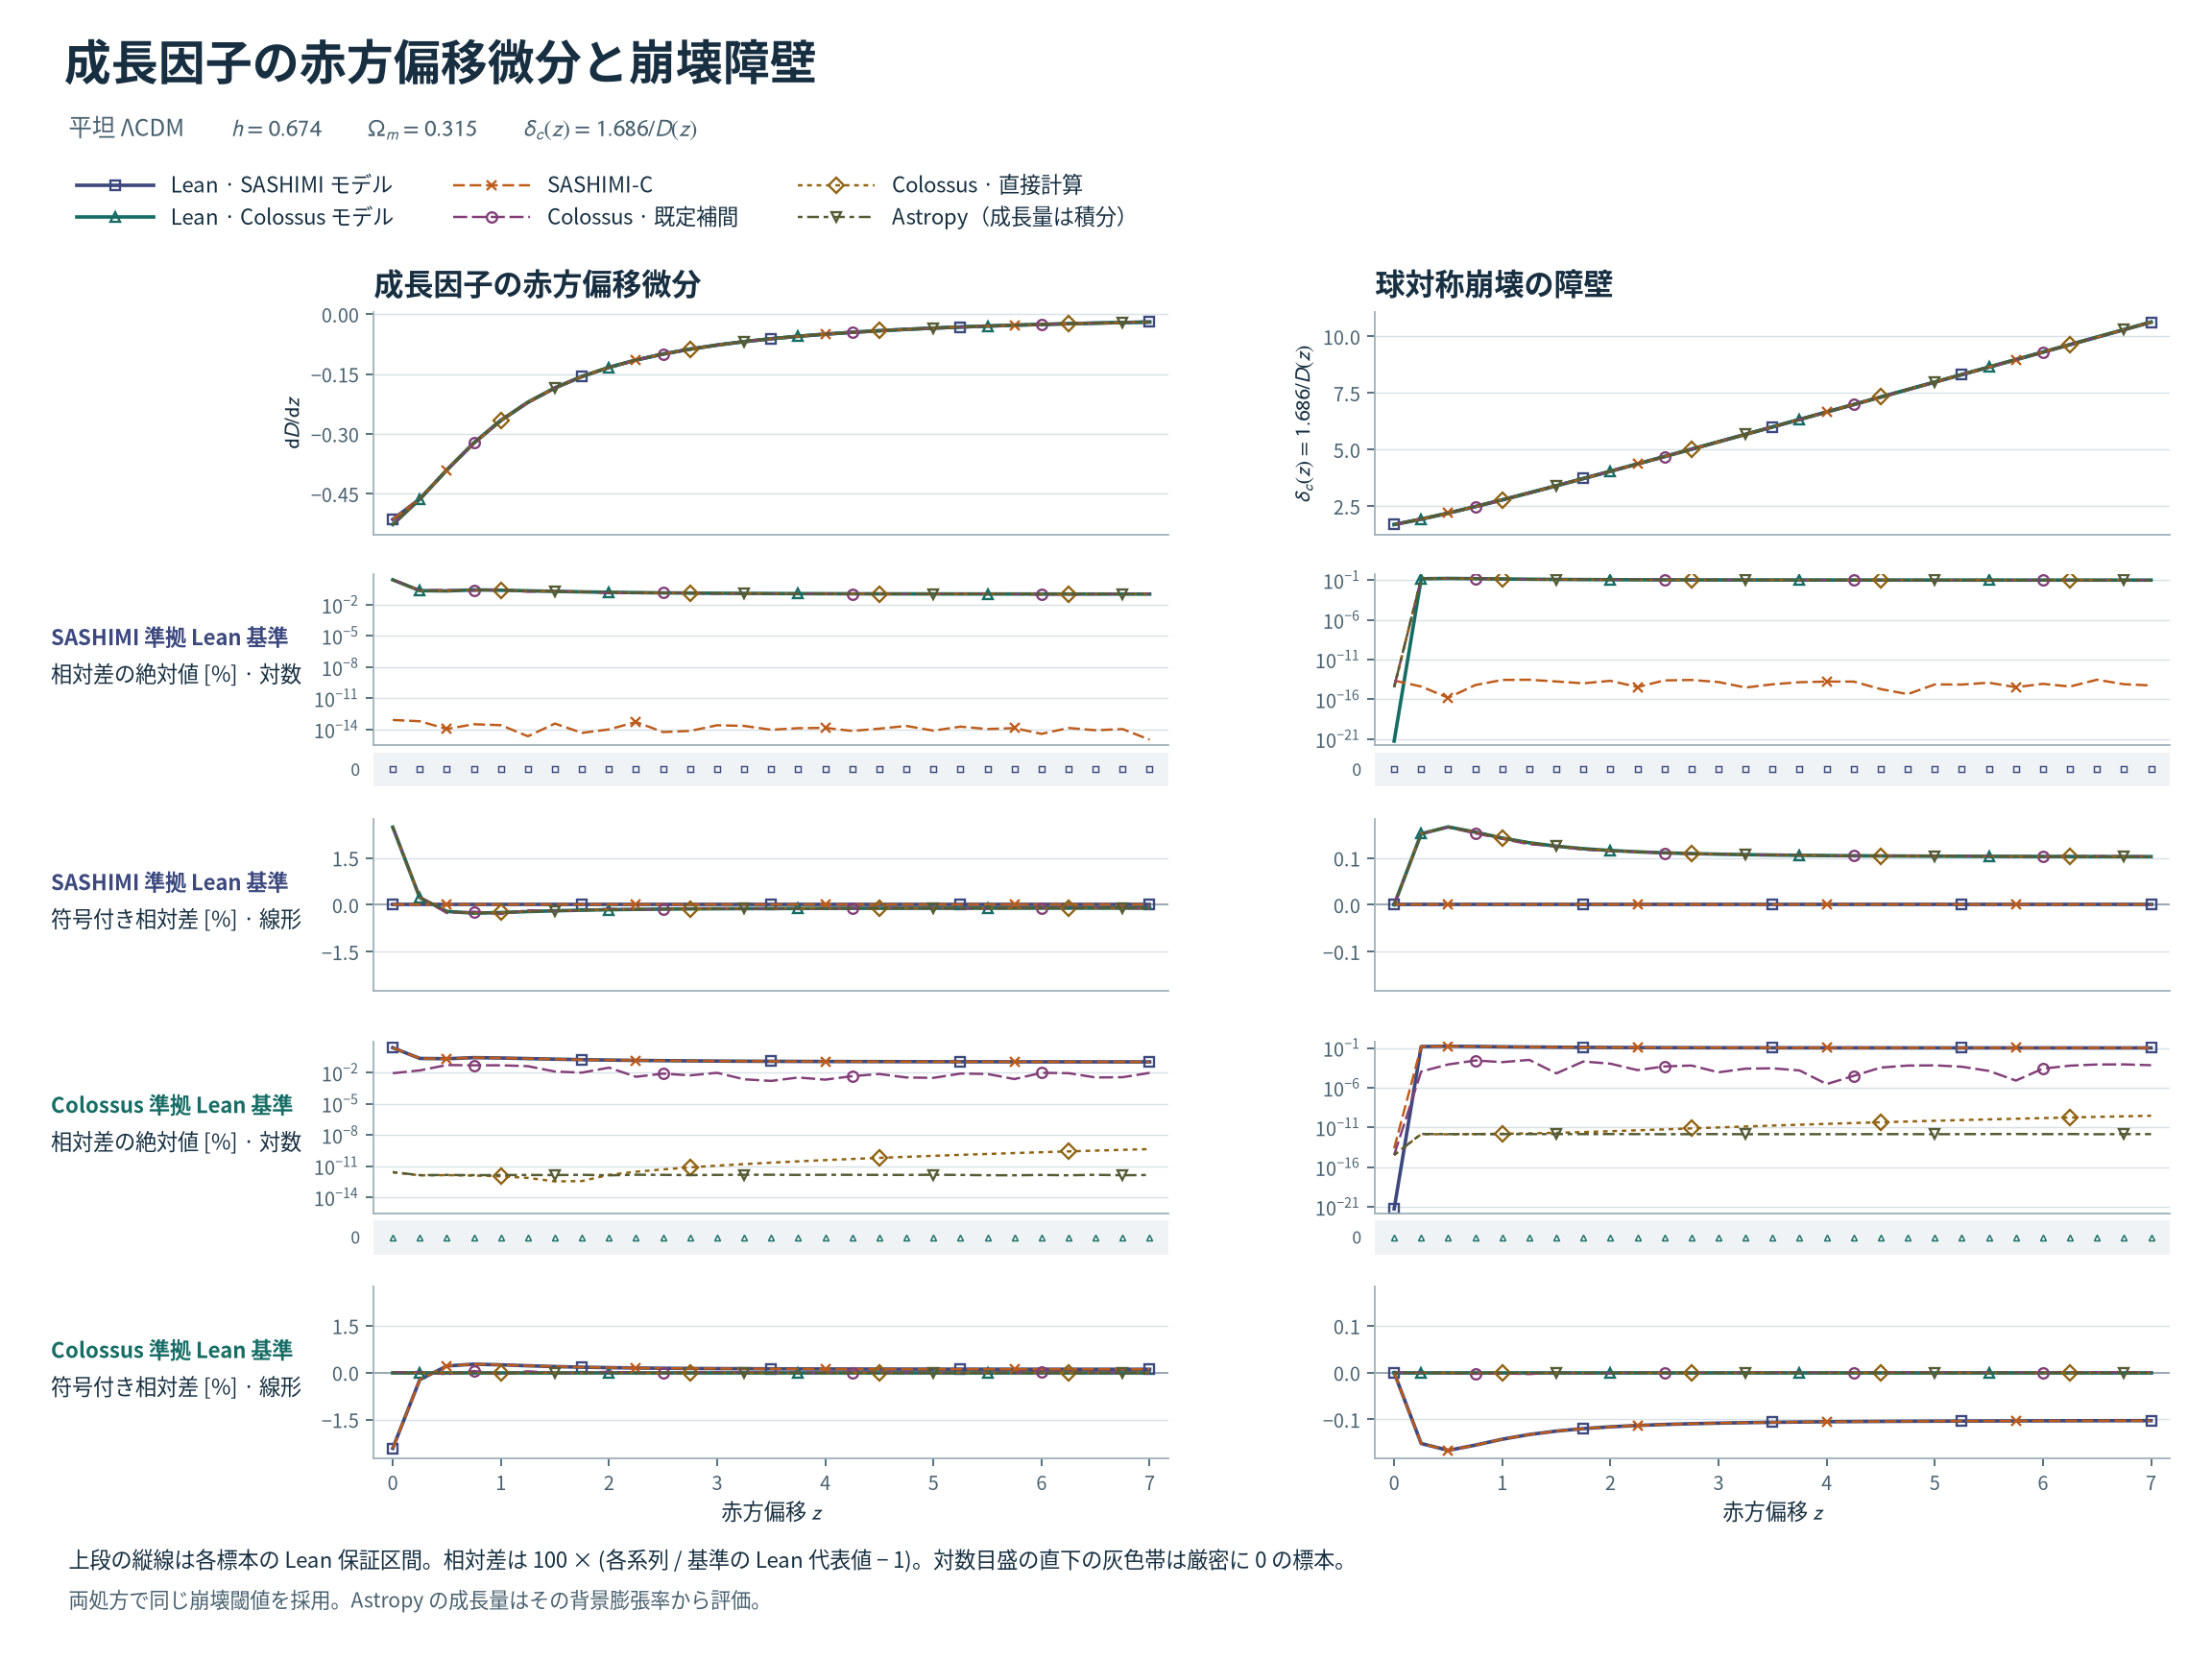 成長因子の赤方偏移微分と崩壊障壁
平坦 ΛCDM h = 0.674 Ωm = 0.315 δc(z) = 1.686/D(z)
Lean · SASHIMI モデル SASHIMI-C Colossus · 直接計算
Lean · Colossus モデル Colossus · 既定補間 Astropy（成長量は積分）
成長因子の赤方偏移微分
0.00
−0.15
−0.30
−0.45
dD/dz
球対称崩壊の障壁
10.0
7.5
5.0
2.5
δc(z) = 1.686/D(z)
SASHIMI 準拠 Lean 基準
相対差の絶対値 [%] · 対数
10⁻²
10⁻⁵
10⁻⁸
10⁻¹¹
10⁻¹⁴
0
10⁻¹
10⁻⁶
10⁻¹¹
10⁻¹⁶
10⁻²¹
0
SASHIMI 準拠 Lean 基準
符号付き相対差 [%] · 線形
1.5
0.0
−1.5
0.1
0.0
−0.1
Colossus 準拠 Lean 基準
相対差の絶対値 [%] · 対数
10⁻²
10⁻⁵
10⁻⁸
10⁻¹¹
10⁻¹⁴
0
10⁻¹
10⁻⁶
10⁻¹¹
10⁻¹⁶
10⁻²¹
0
Colossus 準拠 Lean 基準
符号付き相対差 [%] · 線形
1.5
0.0
−1.5
0 1 2 3 4 5 6 7
赤方偏移 z
0.1
0.0
−0.1
0 1 2 3 4 5 6 7
赤方偏移 z
上段の縦線は各標本の Lean 保証区間。相対差は 100 × (各系列 / 基準の Lean 代表値 − 1)。対数目盛の直下の灰色帯は厳密に 0 の標本。
両処方で同じ崩壊閾値を採用。Astropy の成長量はその背景膨張率から評価。